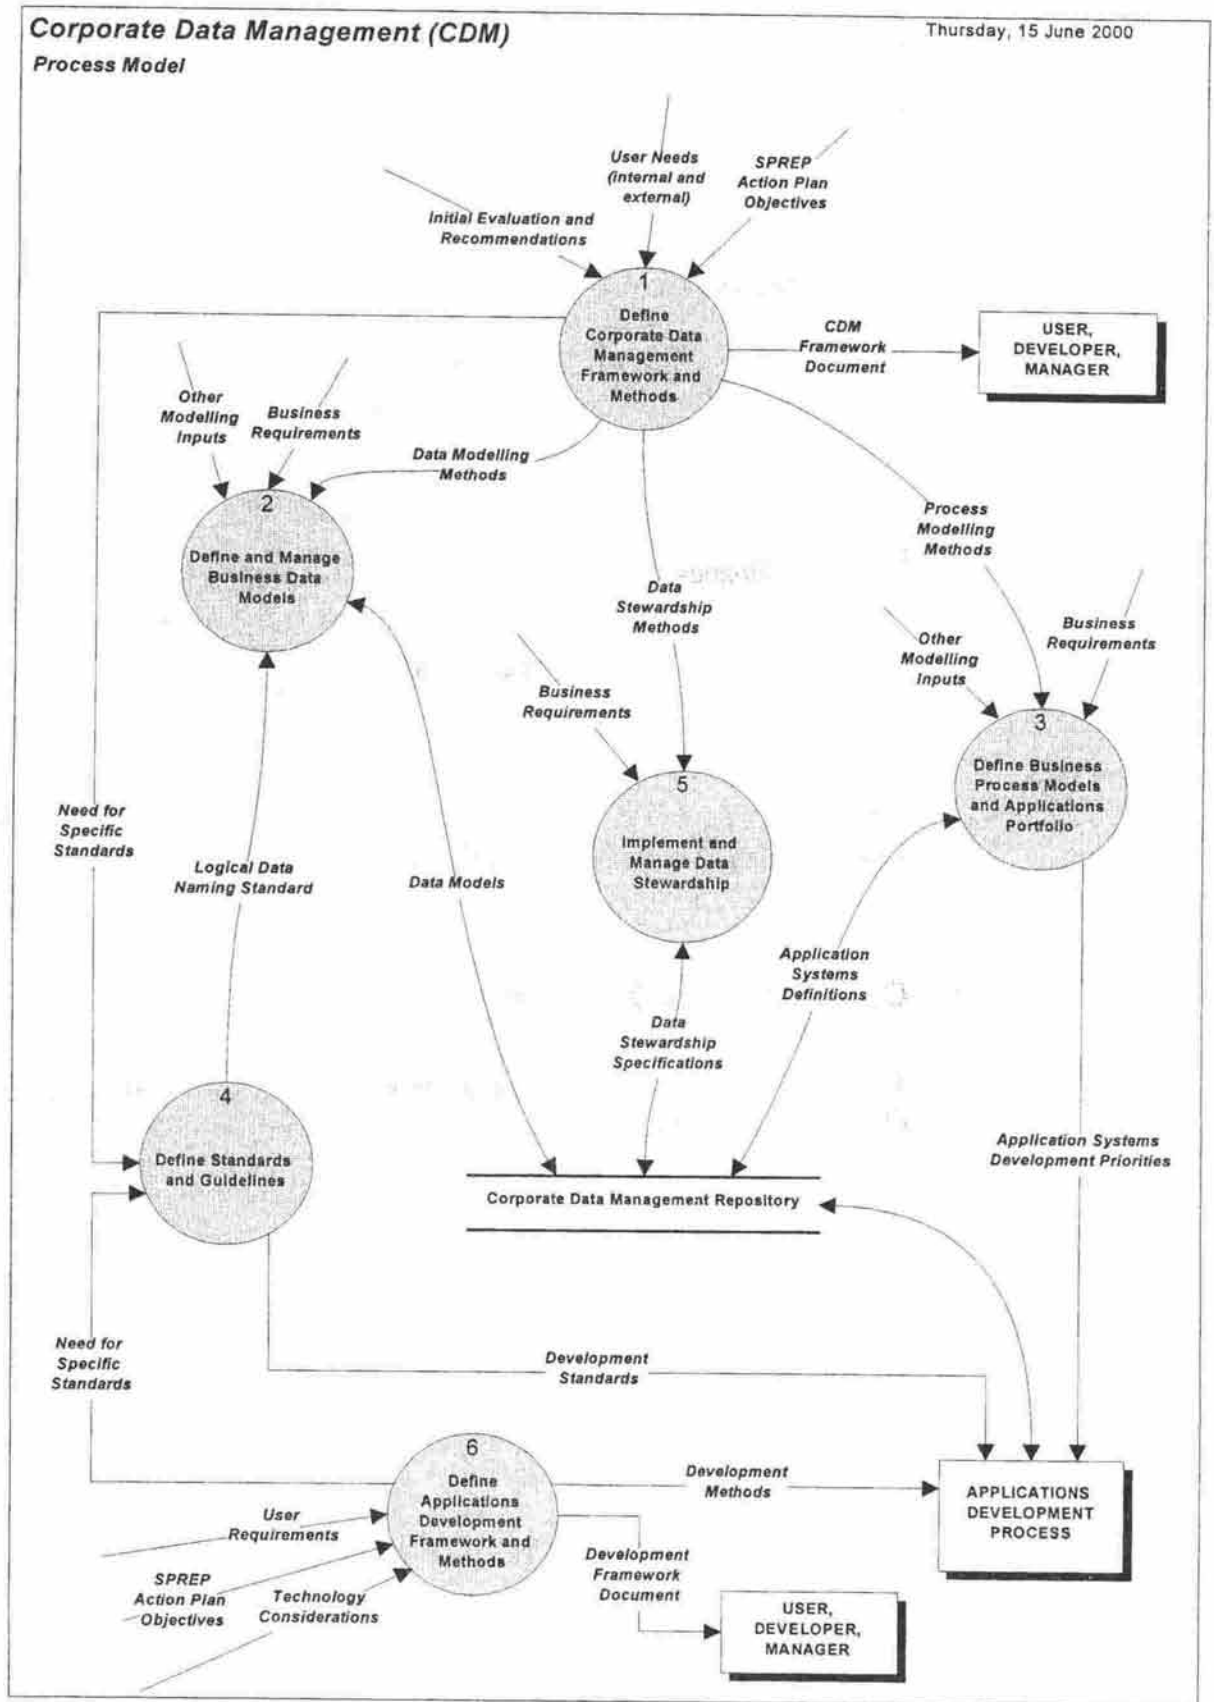 Corporate Data Management (CDM)
Thursday, 15 June 2000
Process Model
User Needs
(internal and
external)
SPREP
Action Plan
Objectives
Initial Evaluation and
Recommendations
1
Define
Corporate Data
Management
Framework and
Methods
CDM
Framework
Document
USER,
DEVELOPER,
MANAGER
Other
Modelling
Inputs
Business
Requirements
Data Modelling
Methods
2
Define and Manage
Business Data
Models
Process
Modelling
Methods
Data
Stewardship
Methods
Other
Modelling
Inputs
Business
Requirements
Business
Requirements
3
Define Business
Process Models
and Applications
Portfolio
5
Implement and
Manage Data
Stewardship
Need for
Specific
Standards
Logical Data
Naming Standard
Data Models
Application
Systems
Definitions
Data
Stewardship
Specifications
4
Define Standards
and Guidelines
Application Systems
Development Priorities
Corporate Data Management Repository
Need for
Specific
Standards
Development
Standards
6
Define
Applications
Development
Framework and
Methods
Development
Methods
APPLICATIONS
DEVELOPMENT
PROCESS
User
Requirements
SPREP
Action Plan
Objectives
Technology
Considerations
Development
Framework
Document
USER,
DEVELOPER,
MANAGER